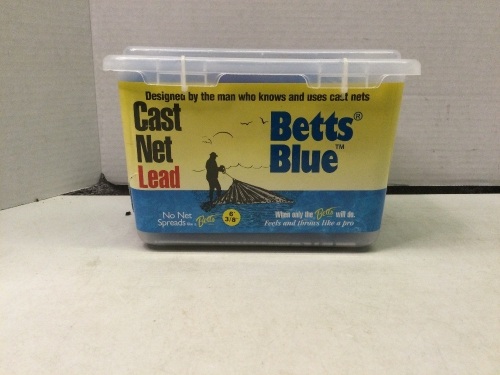 Designed by the man who knows and uses cast nets
Cast
Net
Lead
Betts®
Blue™
No Net
Spreads like a Betts
6'
3/8"
When only the Betts will do.
Feels and throws like a pro